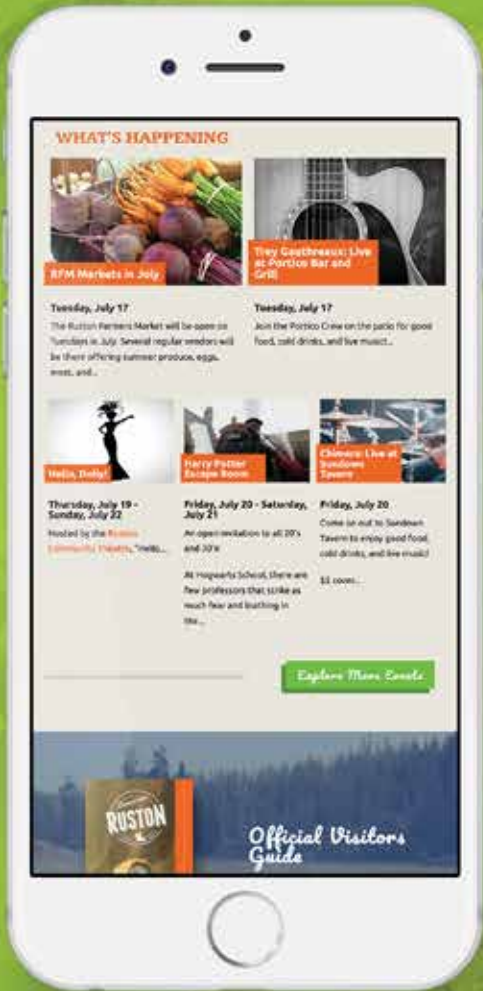 WHAT'S HAPPENING
RFM Markets in July
Trey Gauthreaux: Live
at Portico Bar and
Grill
Tuesday, July 17
The Ruston Farmers Market will be open on
Tuesdays in July. Several regular vendors will
be there offering summer produce, eggs,
meat, and...
Tuesday, July 17
Join the Portico Crew on the patio for good
food, cold drinks, and live music!...
Hello, Dolly!
Harry Potter
Escape Room
Chimera: Live at
Sundown
Tavern
Thursday, July 19 -
Sunday, July 22
Hosted by the Ruston
Community Theatre, "Hello...
Friday, July 20 - Saturday,
July 21
An open invitation to all 20's
and 30's!
At Hogwarts School, there are
few professors that strike as
much fear and loathing in
the...
Friday, July 20
Come on out to Sundown
Tavern to enjoy good food,
cold drinks, and live music!
$5 cover...
Explore More Events
RUSTON
LA
Official Visitors
Guide